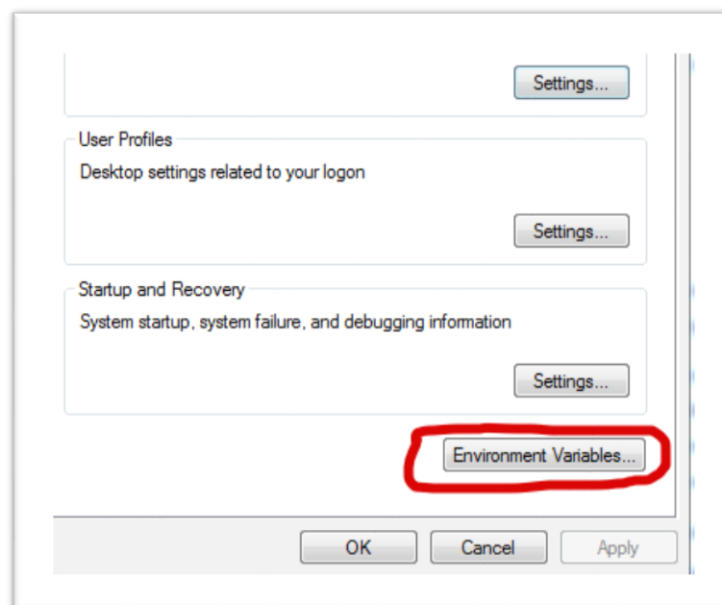 Settings...
User Profiles
Desktop settings related to your logon
Settings...
Startup and Recovery
System startup, system failure, and debugging information
Settings...
Environment Variables...
OK Cancel Apply